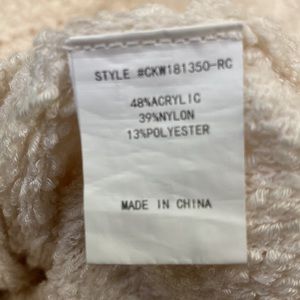 STYLE #CKW181350-RC
48%ACRYLIC
39%NYLON
13%POLYESTER
MADE IN CHINA